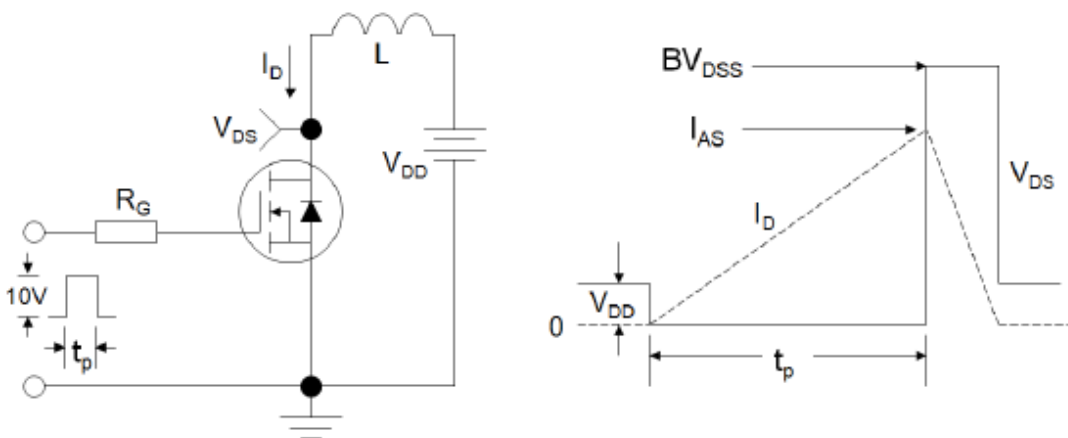 I_D
L
V_DS
V_DD
R_G
10V
t_p
BV_DSS
I_AS
V_DS
I_D
V_DD
0
t_p